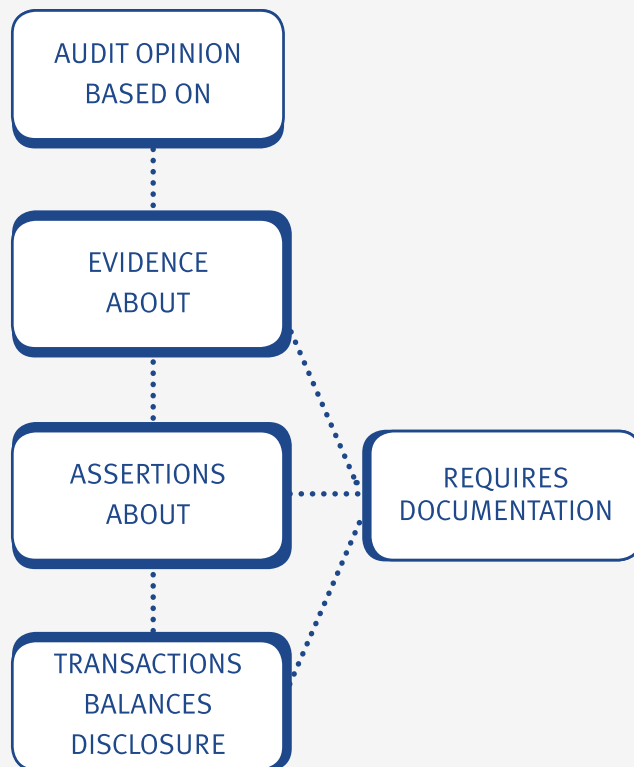 AUDIT OPINION
BASED ON
EVIDENCE
ABOUT
ASSERTIONS
ABOUT
REQUIRES
DOCUMENTATION
TRANSACTIONS
BALANCES
DISCLOSURE